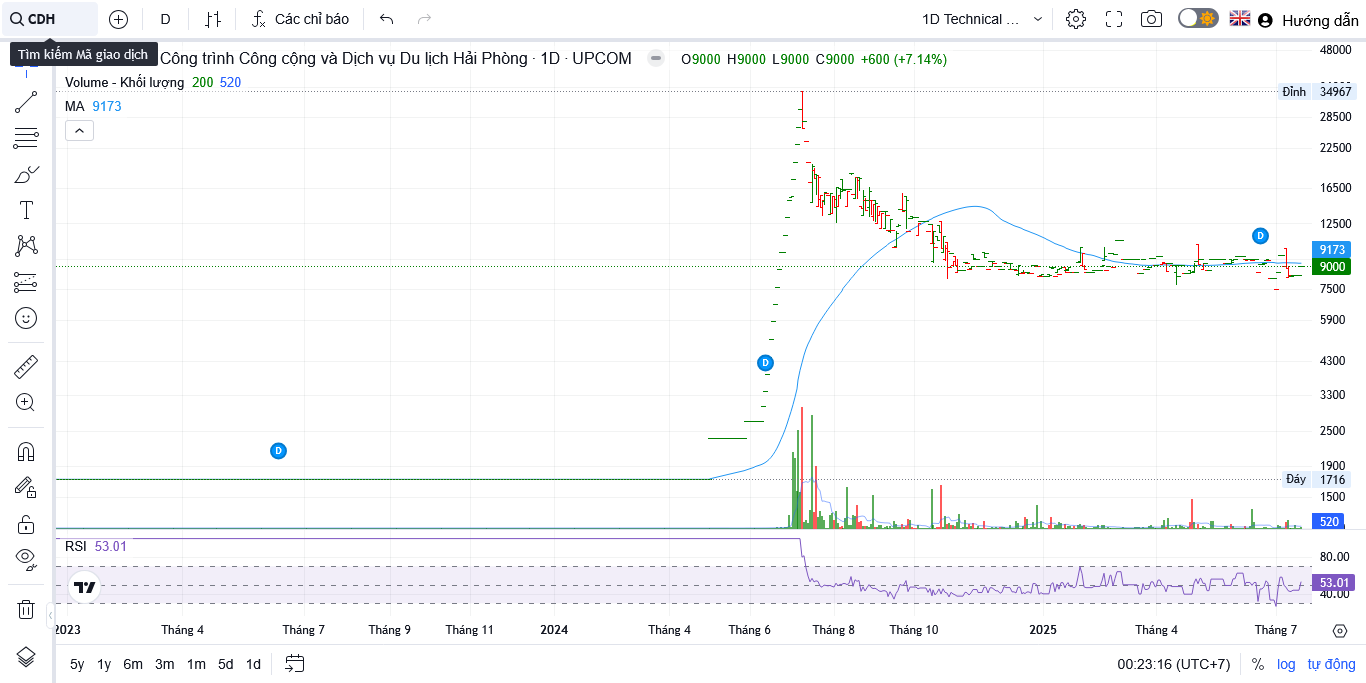 CDH
D
Các chỉ báo
1D Technical ...
Hướng dẫn
Tìm kiếm Mã giao dịch
Công trình Công cộng và Dịch vụ Du lịch Hải Phòng · 1D · UPCOM
O9000 H9000 L9000 C9000 +600 (+7.14%)
Volume - Khối lượng 200 520
MA 9173
48000
Đỉnh 34967
28500
22500
16500
12500
D
9173
9000
7500
5900
D
4300
3300
2500
D
1900
Đáy 1716
1500
520
RSI 53.01
80.00
53.01
40.00
2023 Tháng 4 Tháng 7 Tháng 9 Tháng 11 2024 Tháng 4 Tháng 6 Tháng 8 Tháng 10 2025 Tháng 4 Tháng 7
5y 1y 6m 3m 1m 5d 1d
00:23:16 (UTC+7) % log tự động